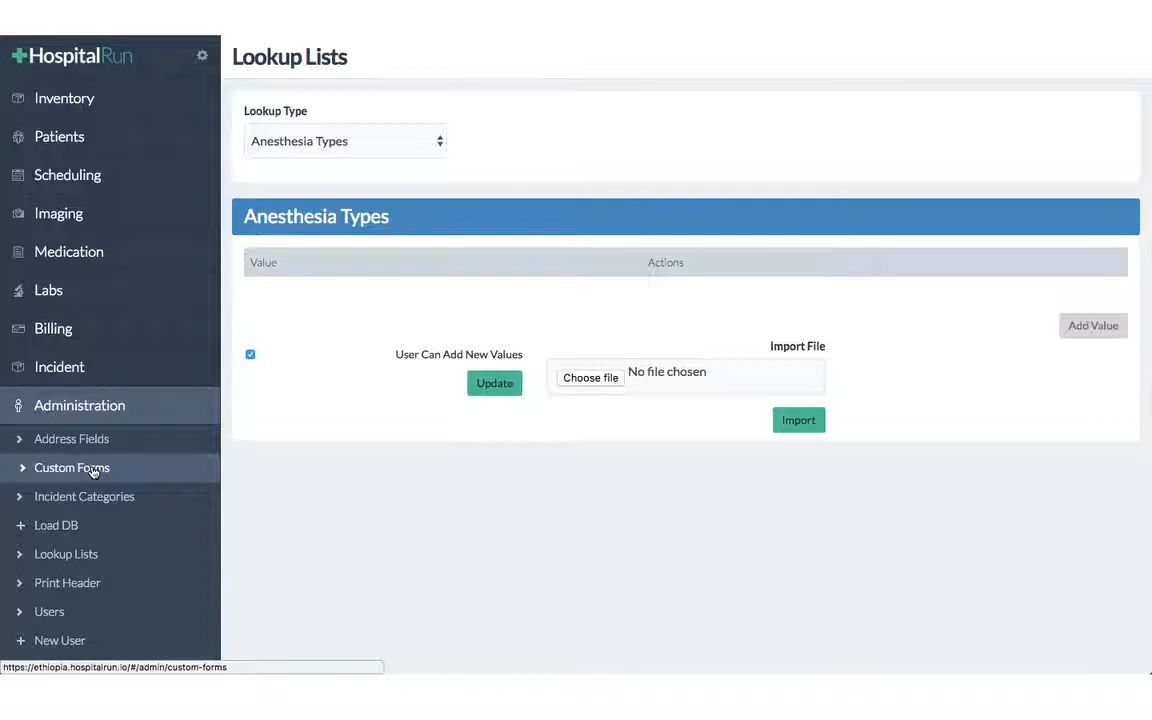 HospitalRun
Inventory
Patients
Scheduling
Imaging
Medication
Labs
Billing
Incident
Administration
Address Fields
Custom Forms
Incident Categories
Load DB
Lookup Lists
Print Header
Users
New User
https://ethiopia.hospitalrun.io/#/admin/custom-forms
Lookup Lists
Lookup Type
Anesthesia Types
Anesthesia Types
Value Actions
Add Value
User Can Add New Values
Update
Import File
Choose file No file chosen
Import